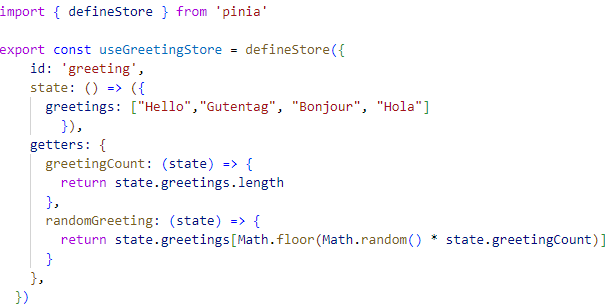 import { defineStore } from 'pinia'
export const useGreetingStore = defineStore({
    id: 'greeting',
    state: () => ({
      greetings: ["Hello","Gutentag", "Bonjour", "Hola"]
        }),
    getters: {
      greetingCount: (state) => {
        return state.greetings.length
      },
      randomGreeting: (state) => {
        return state.greetings[Math.floor(Math.random() * state.greetingCount)]
      }
    },
  })